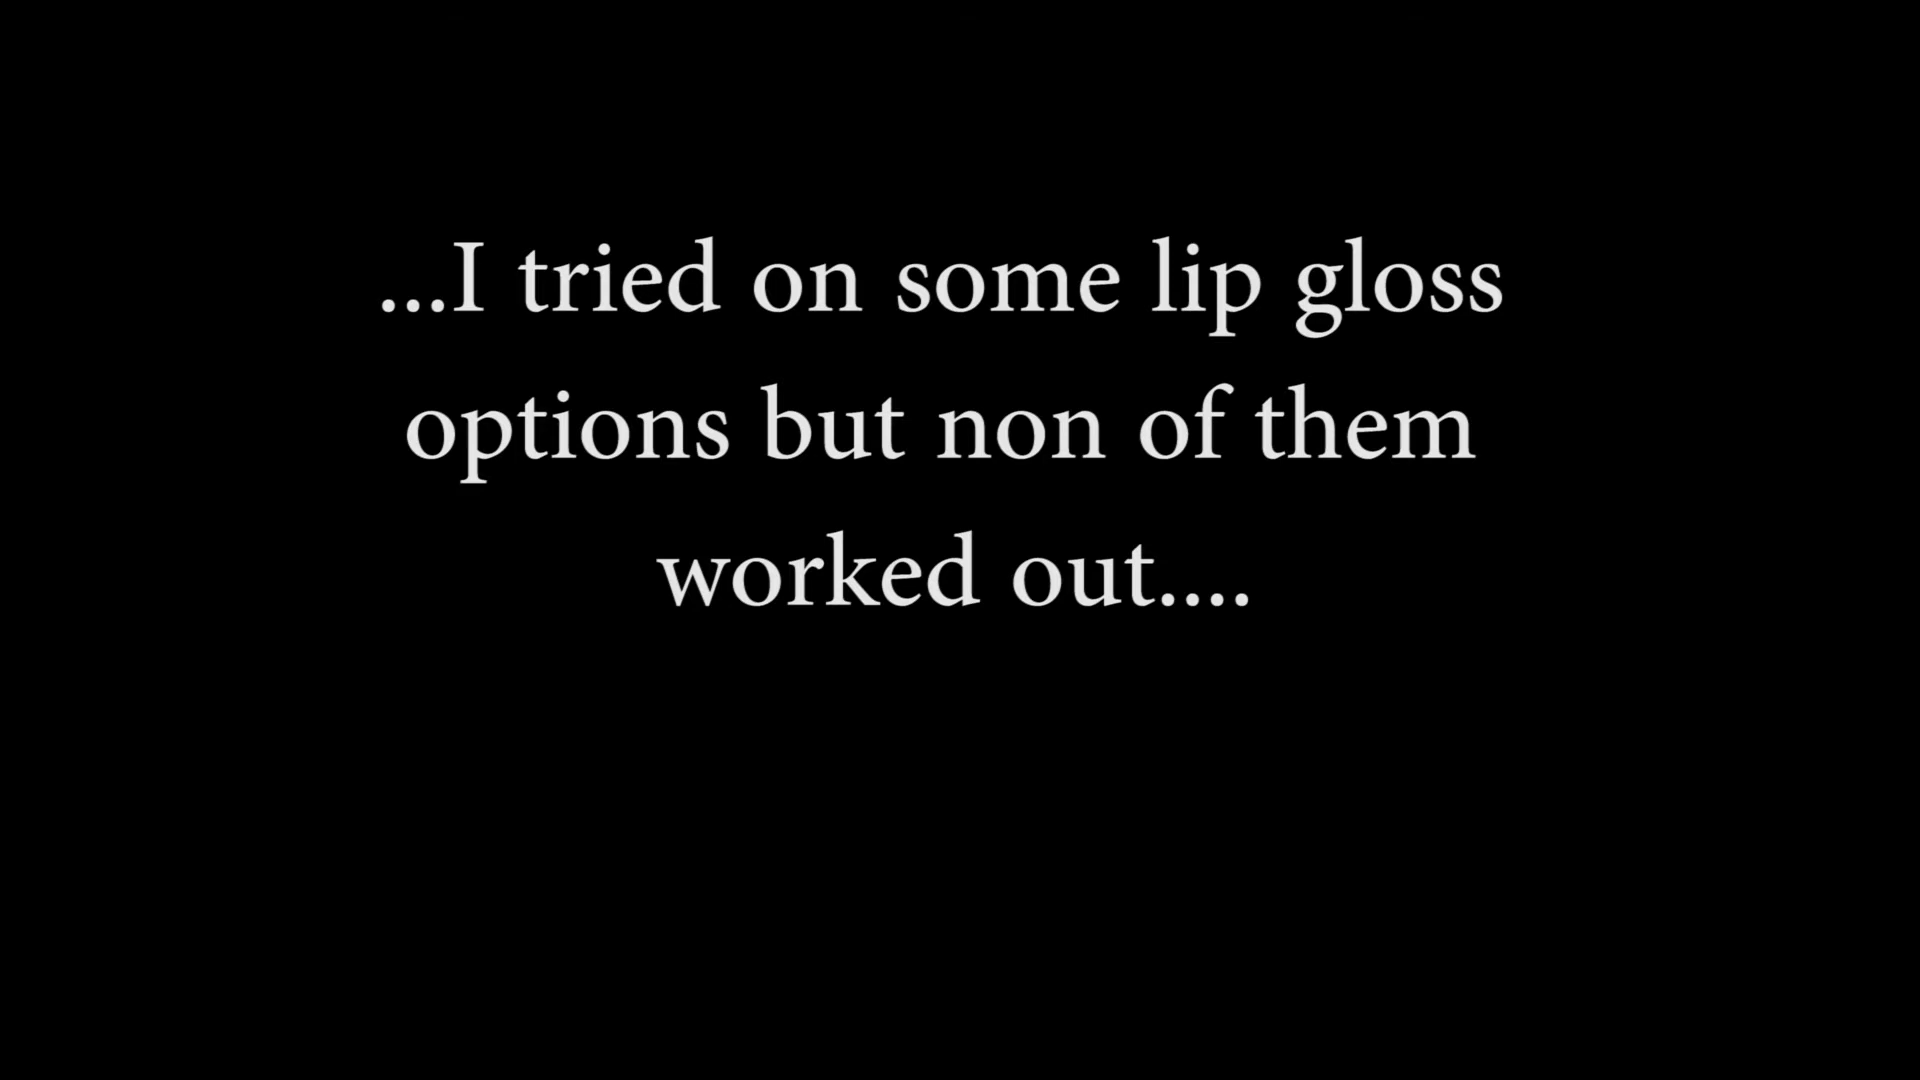 ...I tried on some lip gloss
options but non of them
worked out....